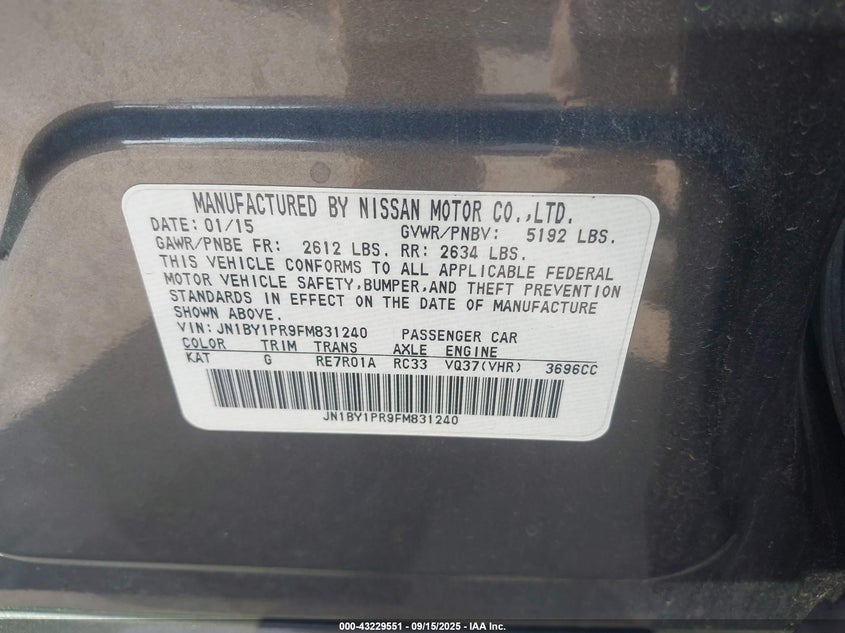 MANUFACTURED BY NISSAN MOTOR CO.,LTD.
DATE: 01/15 GVWR/PNBV: 5192 LBS.
GAWR/PNBE FR: 2612 LBS. RR: 2634 LBS.
THIS VEHICLE CONFORMS TO ALL APPLICABLE FEDERAL
MOTOR VEHICLE SAFETY,BUMPER,AND THEFT PREVENTION
STANDARDS IN EFFECT ON THE DATE OF MANUFACTURE
SHOWN ABOVE.
VIN: JN1BY1PR9FM831240 PASSENGER CAR
COLOR TRIM TRANS AXLE ENGINE
KAT G RE7R01A RC33 VQ37(VHR) 3696CC
JN1BY1PR9FM831240
000-43229551 - 09/15/2025 - IAA Inc.